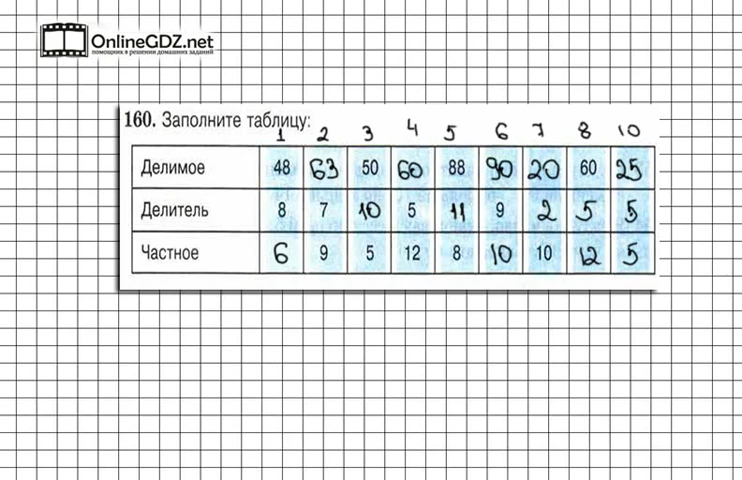 OnlineGDZ.net
помощник в решении домашних заданий
160. Заполните таблицу:
1 2 3 4 5 6 7 8 10
Делимое 48 63 50 60 88 90 20 60 25
Делитель 8 7 10 5 11 9 2 5 5
Частное 6 9 5 12 8 10 10 12 5